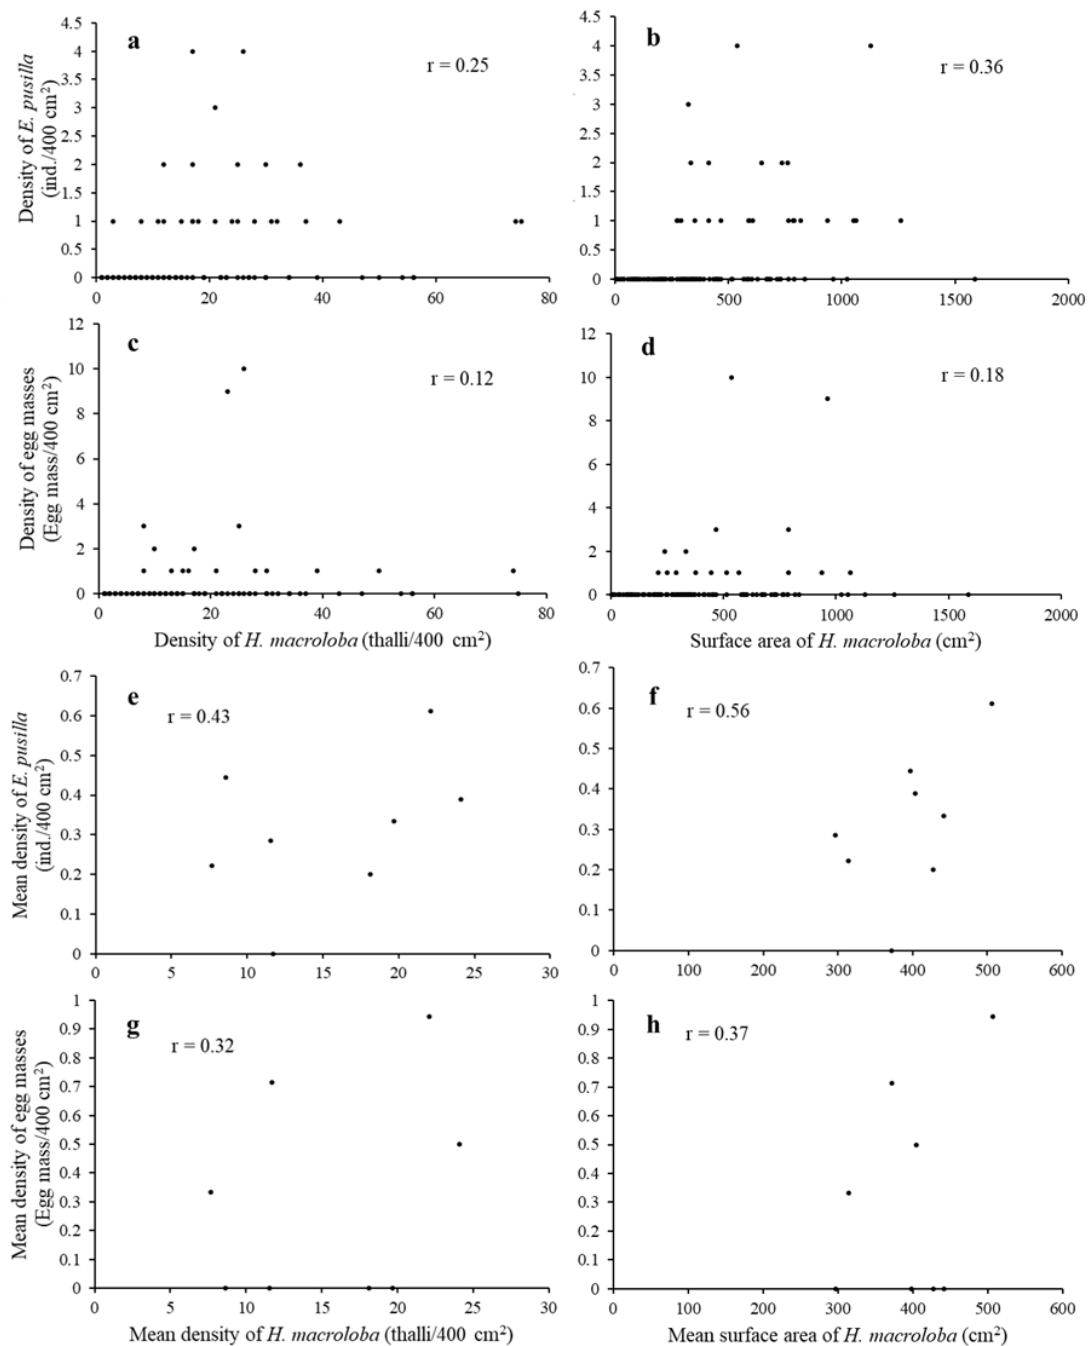 a
r = 0.25
Density of E. pusilla
(ind./400 cm²)
4.5
4
3.5
3
2.5
2
1.5
1
0.5
0
0 20 40 60 80
b
r = 0.36
4.5
4
3.5
3
2.5
2
1.5
1
0.5
0
0 500 1000 1500 2000
c
r = 0.12
Density of egg masses
(Egg mass/400 cm²)
12
10
8
6
4
2
0
0 20 40 60 80
Density of H. macroloba (thalli/400 cm²)
d
r = 0.18
12
10
8
6
4
2
0
0 500 1000 1500 2000
Surface area of H. macroloba (cm²)
e
r = 0.43
Mean density of E. pusilla
(ind./400 cm²)
0.7
0.6
0.5
0.4
0.3
0.2
0.1
0
0 5 10 15 20 25 30
f
r = 0.56
0.7
0.6
0.5
0.4
0.3
0.2
0.1
0
0 100 200 300 400 500 600
g
r = 0.32
Mean density of egg masses
(Egg mass/400 cm²)
1
0.9
0.8
0.7
0.6
0.5
0.4
0.3
0.2
0.1
0
0 5 10 15 20 25 30
Mean density of H. macroloba (thalli/400 cm²)
h
r = 0.37
1
0.9
0.8
0.7
0.6
0.5
0.4
0.3
0.2
0.1
0
0 100 200 300 400 500 600
Mean surface area of H. macroloba (cm²)